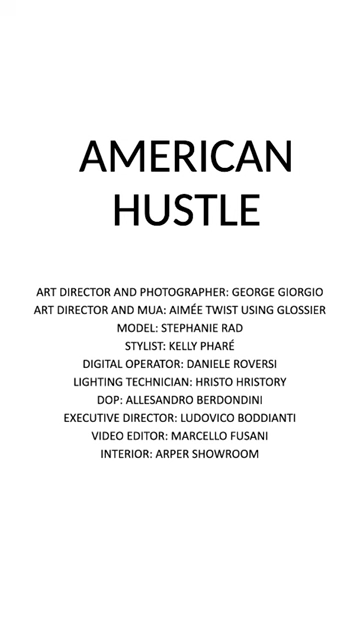 AMERICAN
HUSTLE
ART DIRECTOR AND PHOTOGRAPHER: GEORGE GIORGIO
ART DIRECTOR AND MUA: AIMÉE TWIST USING GLOSSIER
MODEL: STEPHANIE RAD
STYLIST: KELLY PHARÉ
DIGITAL OPERATOR: DANIELE ROVERSI
LIGHTING TECHNICIAN: HRISTO HRISTORY
DOP: ALLESANDRO BERDONDINI
EXECUTIVE DIRECTOR: LUDOVICO BODDIANTI
VIDEO EDITOR: MARCELLO FUSANI
INTERIOR: ARPER SHOWROOM